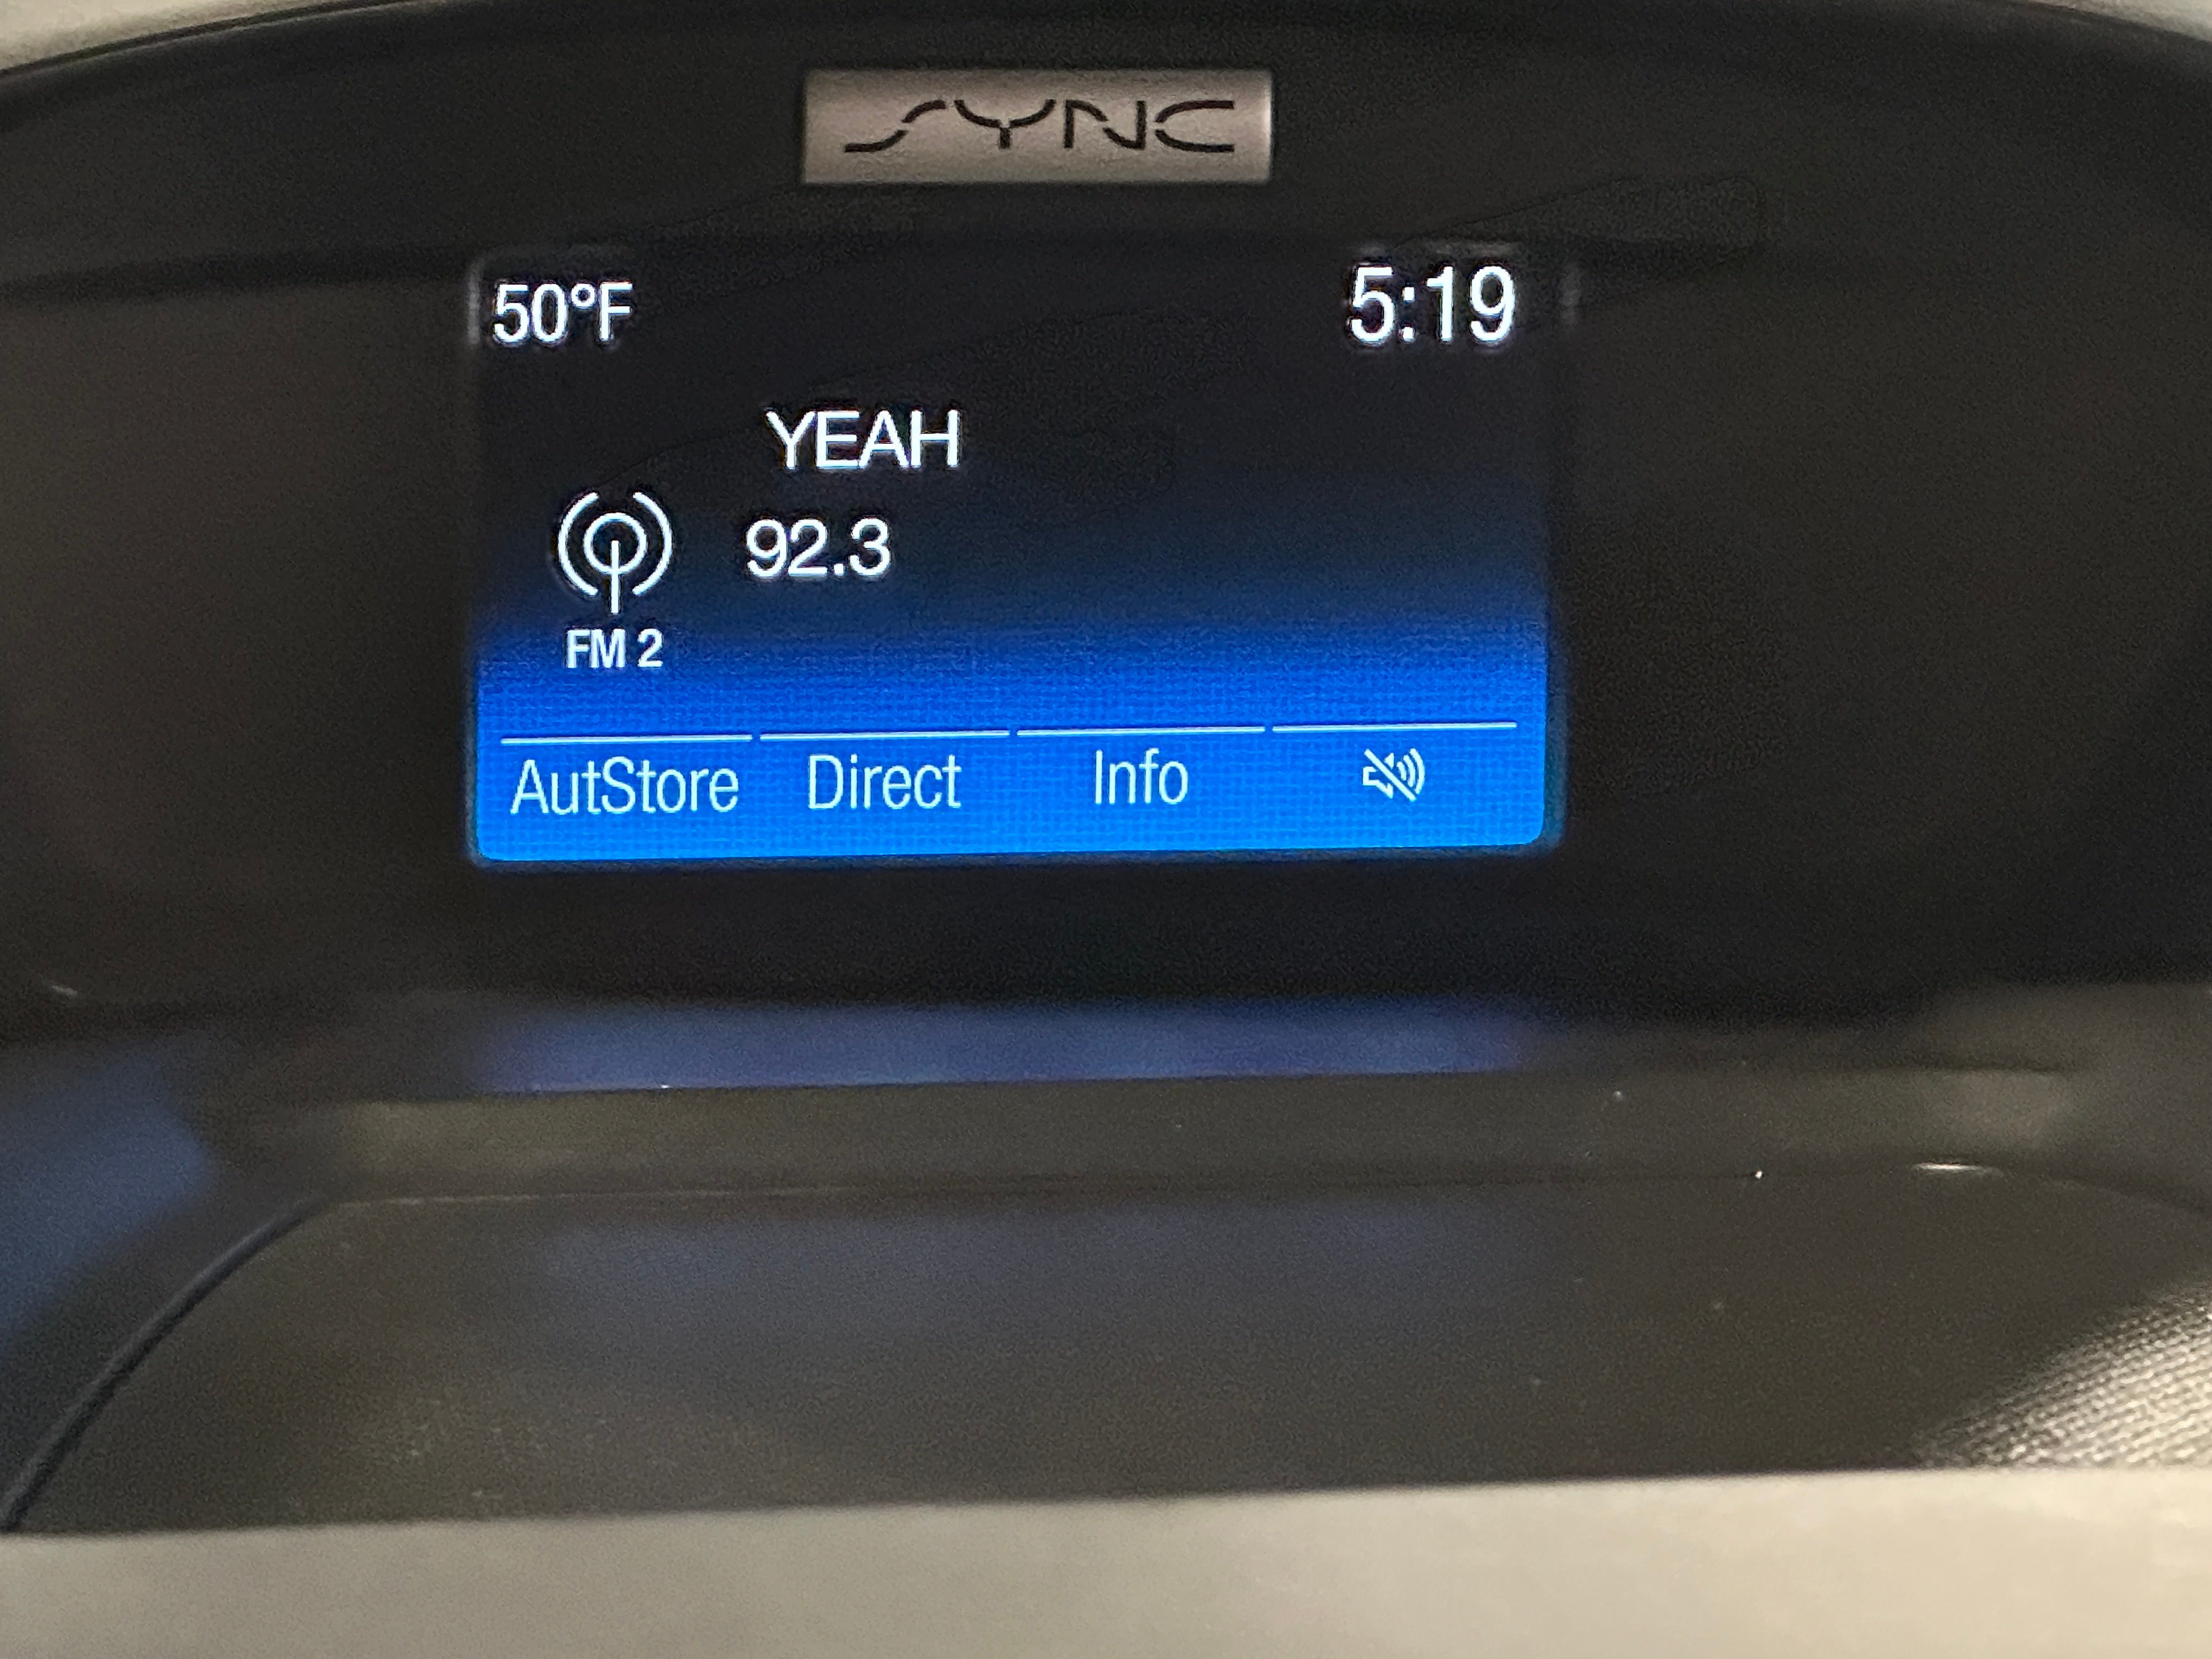 SYNC
50°F 5:19
YEAH
92.3
FM 2
AutStore Direct Info